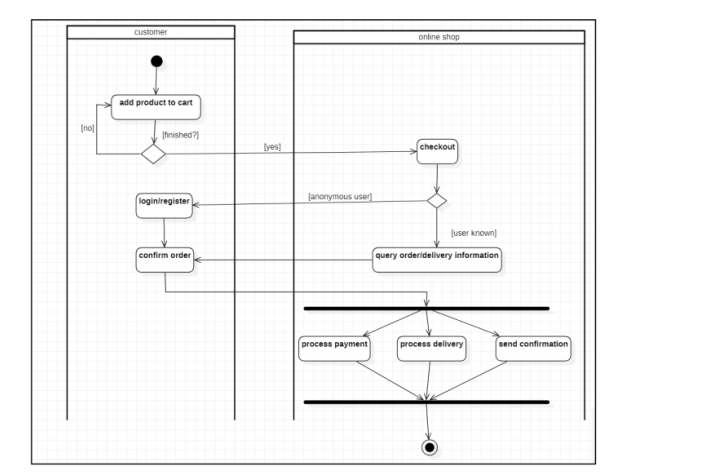 customer
online shop
add product to cart
[no]
[finished?]
[yes]
checkout
login/register
[anonymous user]
[user known]
confirm order
query order/delivery information
process payment
process delivery
send confirmation